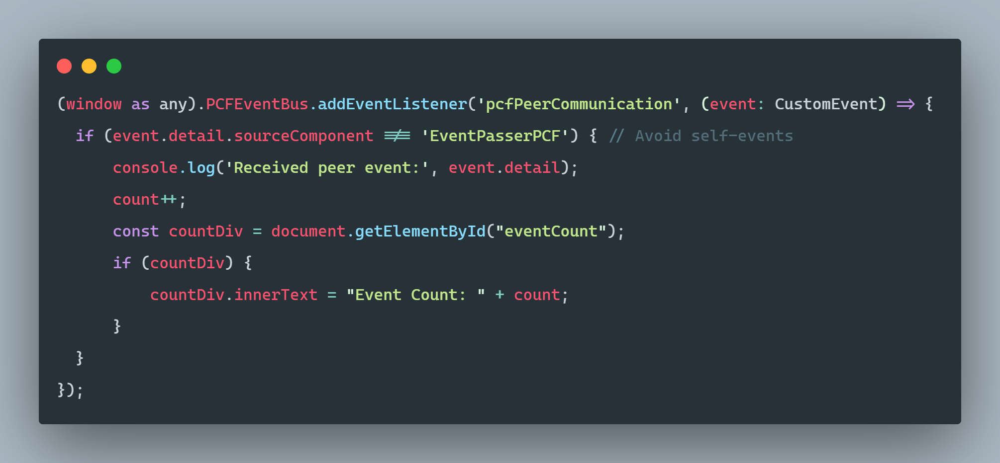 (window as any).PCFEventBus.addEventListener('pcfPeerCommunication', (event: CustomEvent) => {
  if (event.detail.sourceComponent !== 'EventPasserPCF') { // Avoid self-events
      console.log('Received peer event:', event.detail);
      count++;
      const countDiv = document.getElementById("eventCount");
      if (countDiv) {
          countDiv.innerText = "Event Count: " + count;
      }
  }
});